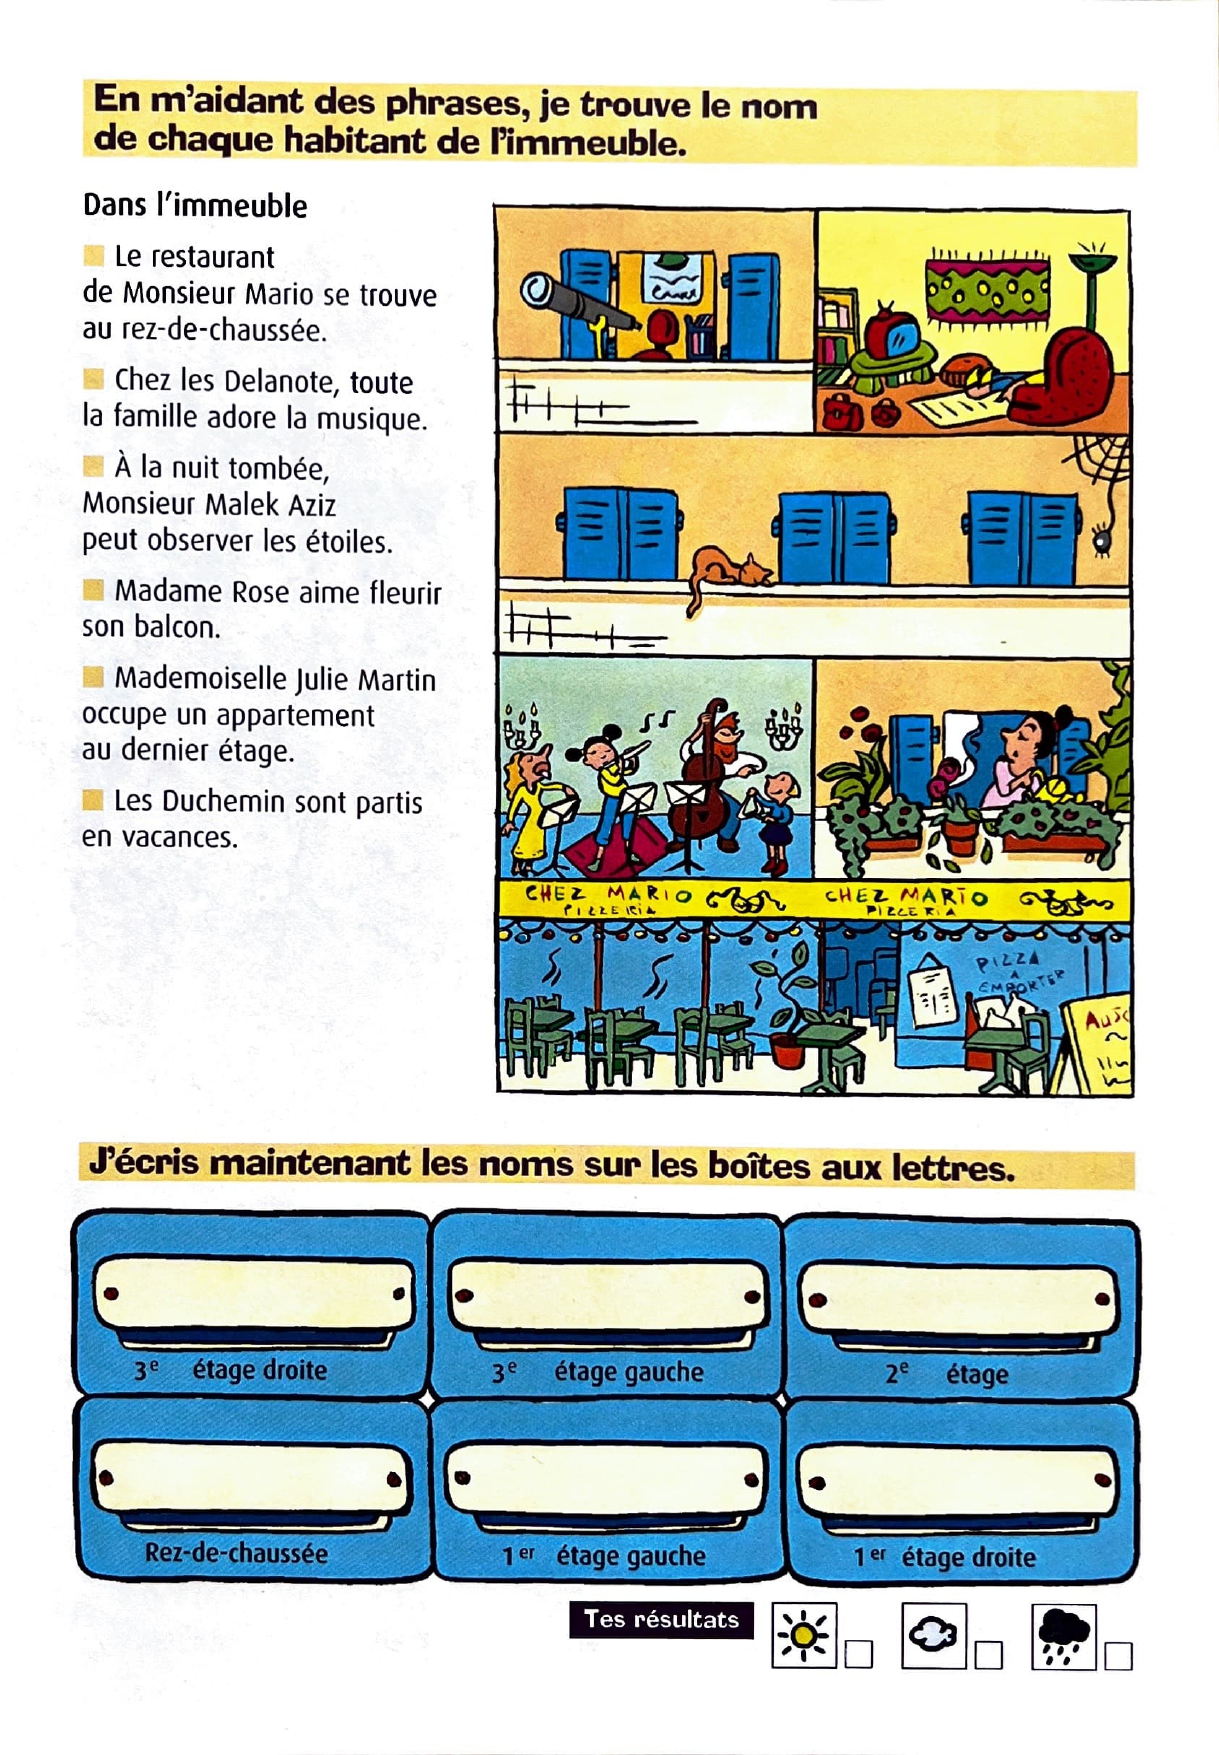 En m'aidant des phrases, je trouve le nom
de chaque habitant de l'immeuble.
Dans l'immeuble
Le restaurant
de Monsieur Mario se trouve
au rez-de-chaussée.
Chez les Delanote, toute
la famille adore la musique.
À la nuit tombée,
Monsieur Malek Aziz
peut observer les étoiles.
Madame Rose aime fleurir
son balcon.
Mademoiselle Julie Martin
occupe un appartement
au dernier étage.
Les Duchemin sont partis
en vacances.
CHEZ MARIO
PIZZERIA
CHEZ MARIO
PIZZERIA
PIZZA
A
EMPORTER
J'écris maintenant les noms sur les boîtes aux lettres.
3e étage droite
3e étage gauche
2e étage
Rez-de-chaussée
1er étage gauche
1er étage droite
Tes résultats